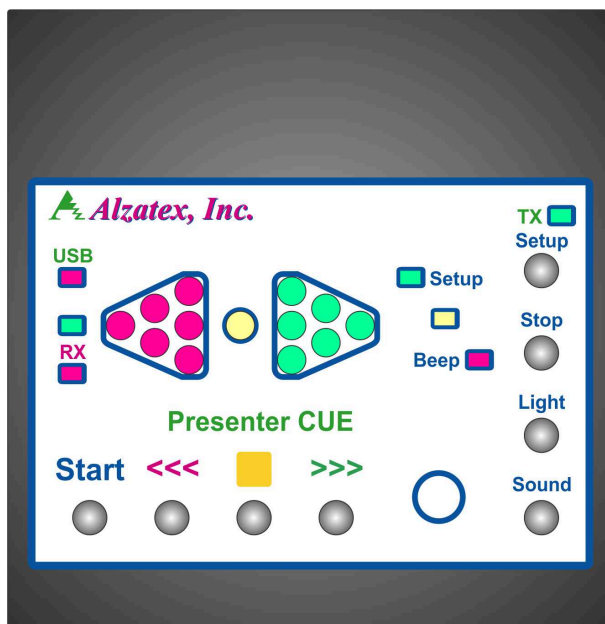 Alzatex, Inc.
TX
Setup
USB
Setup
Stop
RX
Beep
Light
Presenter CUE
Start <<< >>>
Sound